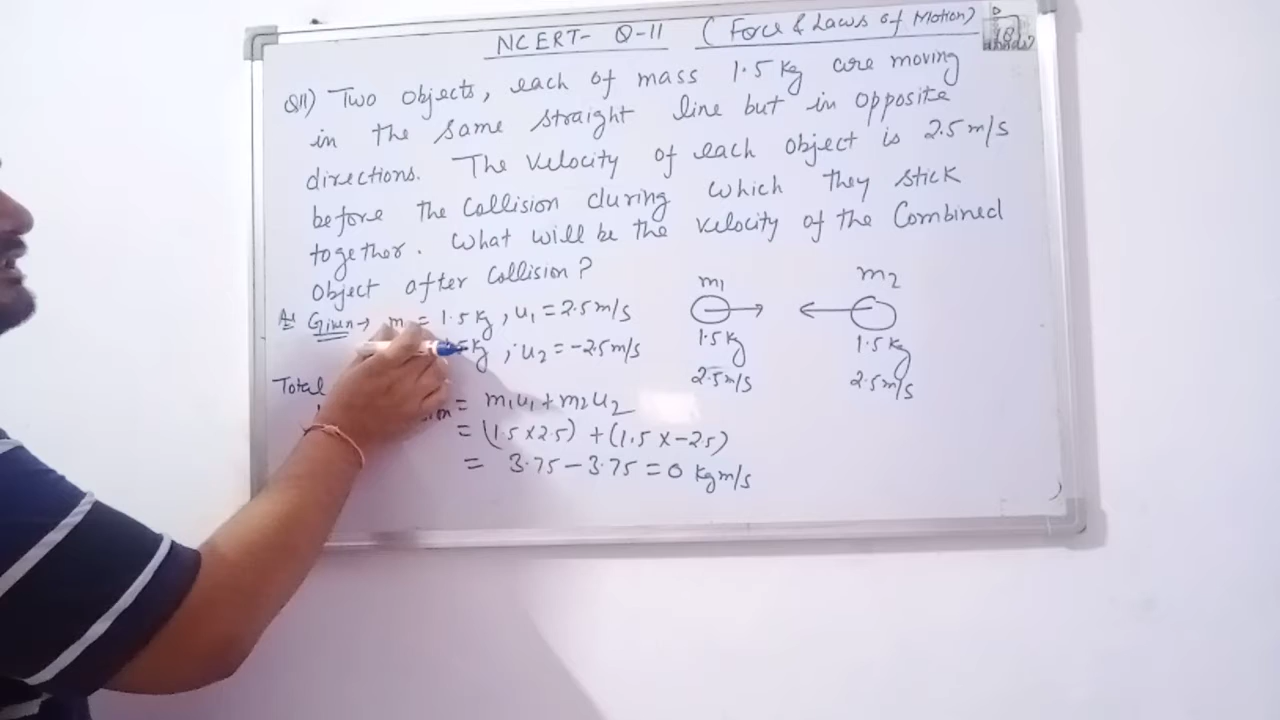 NCERT- Q-11 (Force & Laws of Motion)
Q11) Two objects, each of mass 1.5 kg are moving
in the same straight line but in opposite
directions. The velocity of each object is 2.5 m/s
before the collision during which they stick
together. What will be the velocity of the Combined
object after collision?
Given → m = 1.5 kg, u1 = 2.5 m/s
kg, u2 = -2.5 m/s
Total
= m1u1 + m2u2
= (1.5 × 2.5) + (1.5 × -2.5)
= 3.75 - 3.75 = 0 kg m/s
m1
1.5 kg
2.5 m/s
m2
1.5 kg
2.5 m/s